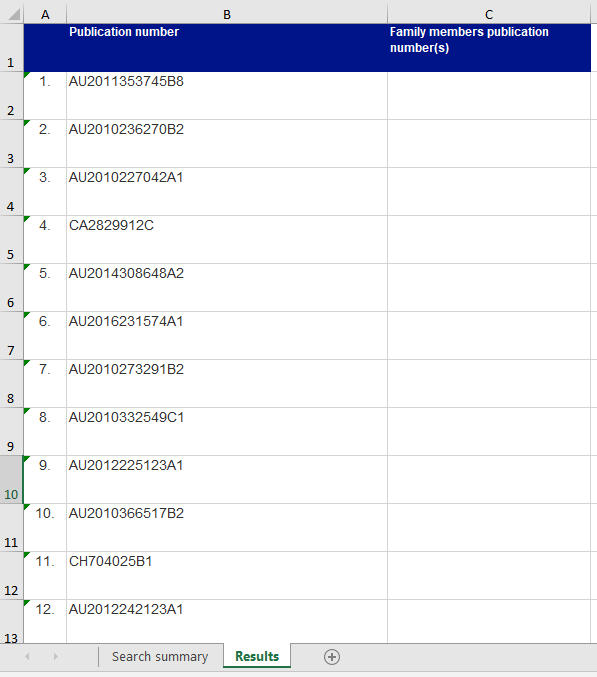 A B C
1 Publication number Family members publication
number(s)
2 1. AU2011353745B8
3 2. AU2010236270B2
4 3. AU2010227042A1
5 4. CA2829912C
6 5. AU2014308648A2
7 6. AU2016231574A1
8 7. AU2010273291B2
9 8. AU2010332549C1
10 9. AU2012225123A1
11 10. AU2010366517B2
12 11. CH704025B1
13 12. AU2012242123A1
Search summary Results